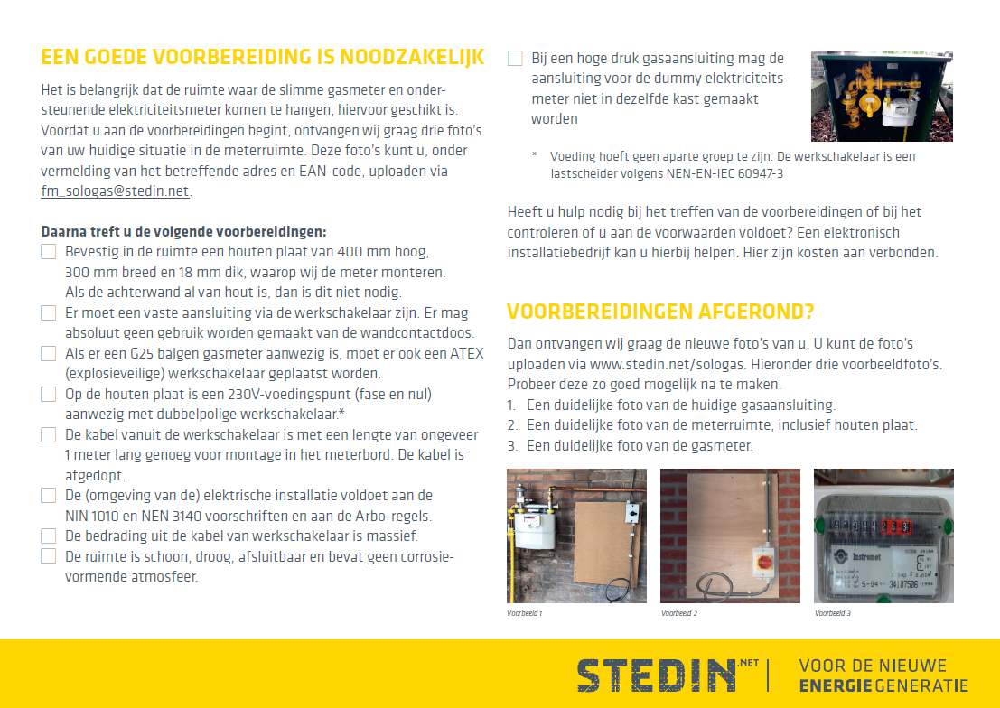 EEN GOEDE VOORBEREIDING IS NOODZAKELIJK
Het is belangrijk dat de ruimte waar de slimme gasmeter en onder-
steunende elektriciteitsmeter komen te hangen, hiervoor geschikt is.
Voordat u aan de voorbereidingen begint, ontvangen wij graag drie foto's
van uw huidige situatie in de meterruimte. Deze foto's kunt u, onder
vermelding van het betreffende adres en EAN-code, uploaden via
fm_sologas@stedin.net.
Daarna treft u de volgende voorbereidingen:
Bevestig in de ruimte een houten plaat van 400 mm hoog,
300 mm breed en 18 mm dik, waarop wij de meter monteren.
Als de achterwand al van hout is, dan is dit niet nodig.
Er moet een vaste aansluiting via de werkschakelaar zijn. Er mag
absoluut geen gebruik worden gemaakt van de wandcontactdoos.
Als er een G25 balgen gasmeter aanwezig is, moet er ook een ATEX
(explosieveilige) werkschakelaar geplaatst worden.
Op de houten plaat is een 230V-voedingspunt (fase en nul)
aanwezig met dubbelpolige werkschakelaar.*
De kabel vanuit de werkschakelaar is met een lengte van ongeveer
1 meter lang genoeg voor montage in het meterbord. De kabel is
afgedopt.
De (omgeving van de) elektrische installatie voldoet aan de
NIN 1010 en NEN 3140 voorschriften en aan de Arbo-regels.
De bedrading uit de kabel van werkschakelaar is massief.
De ruimte is schoon, droog, afsluitbaar en bevat geen corrosie-
vormende atmosfeer.
Bij een hoge druk gasaansluiting mag de
aansluiting voor de dummy elektriciteits-
meter niet in dezelfde kast gemaakt
worden
* Voeding hoeft geen aparte groep te zijn. De werkschakelaar is een
lastscheider volgens NEN-EN-IEC 60947-3
Heeft u hulp nodig bij het treffen van de voorbereidingen of bij het
controleren of u aan de voorwaarden voldoet? Een elektronisch
installatiebedrijf kan u hierbij helpen. Hier zijn kosten aan verbonden.
VOORBEREIDINGEN AFGEROND?
Dan ontvangen wij graag de nieuwe foto's van u. U kunt de foto's
uploaden via www.stedin.net/sologas. Hieronder drie voorbeeldfoto's.
Probeer deze zo goed mogelijk na te maken.
1. Een duidelijke foto van de huidige gasaansluiting.
2. Een duidelijke foto van de meterruimte, inclusief houten plaat.
3. Een duidelijke foto van de gasmeter.
Instromet
34107506
1994
Voorbeeld 1
Voorbeeld 2
Voorbeeld 3
STEDIN.NET
VOOR DE NIEUWE
ENERGIEGENERATIE